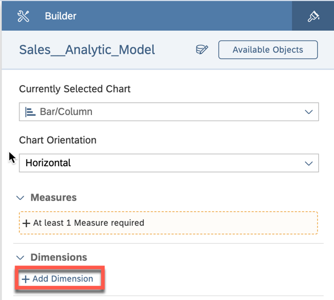 Builder
Sales__Analytic_Model
Available Objects
Currently Selected Chart
Bar/Column
Chart Orientation
Horizontal
Measures
+ At least 1 Measure required
Dimensions
+ Add Dimension